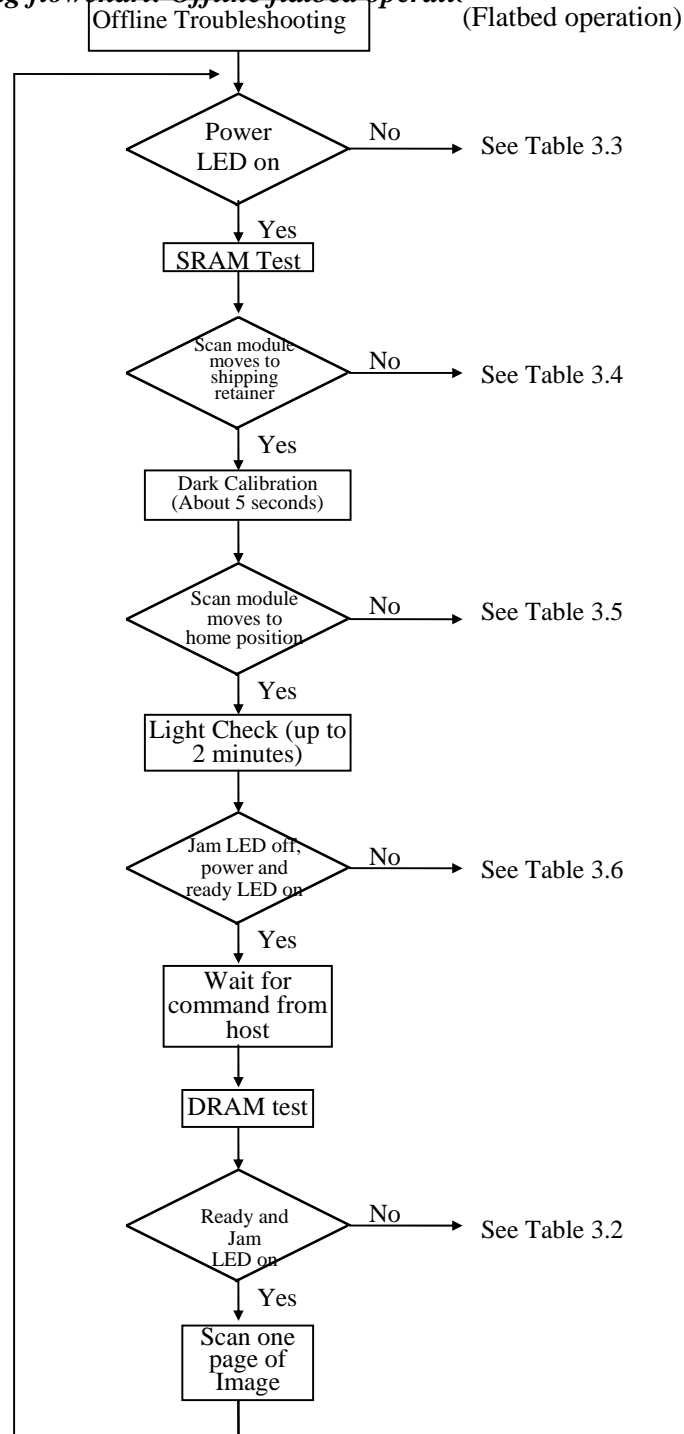 flowchart: Offline flatbed
Offline Troubleshooting
(Flatbed operation)
Power
LED on
No
See Table 3.3
Yes
SRAM Test
Scan module
moves to
shipping
retainer
No
See Table 3.4
Yes
Dark Calibration
(About 5 seconds)
Scan module
moves to
home position
No
See Table 3.5
Yes
Light Check (up to
2 minutes)
Jam LED off,
power and
ready LED on
No
See Table 3.6
Yes
Wait for
command from
host
DRAM test
Ready and
Jam
LED on
No
See Table 3.2
Yes
Scan one
page of
Image